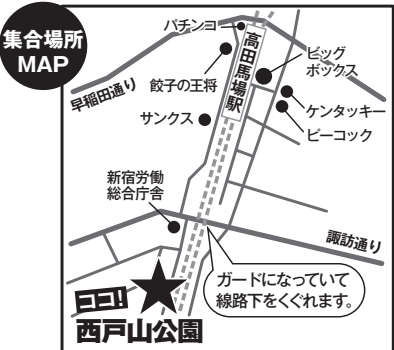 集合場所
MAP
パチンコ
高田馬場駅
ビッグ
ボックス
餃子の王将
早稲田通り
ケンタッキー
サンクス
ピーコック
新宿労働
総合庁舎
諏訪通り
ガードになっていて
線路下をくぐれます。
ココ!
西戸山公園